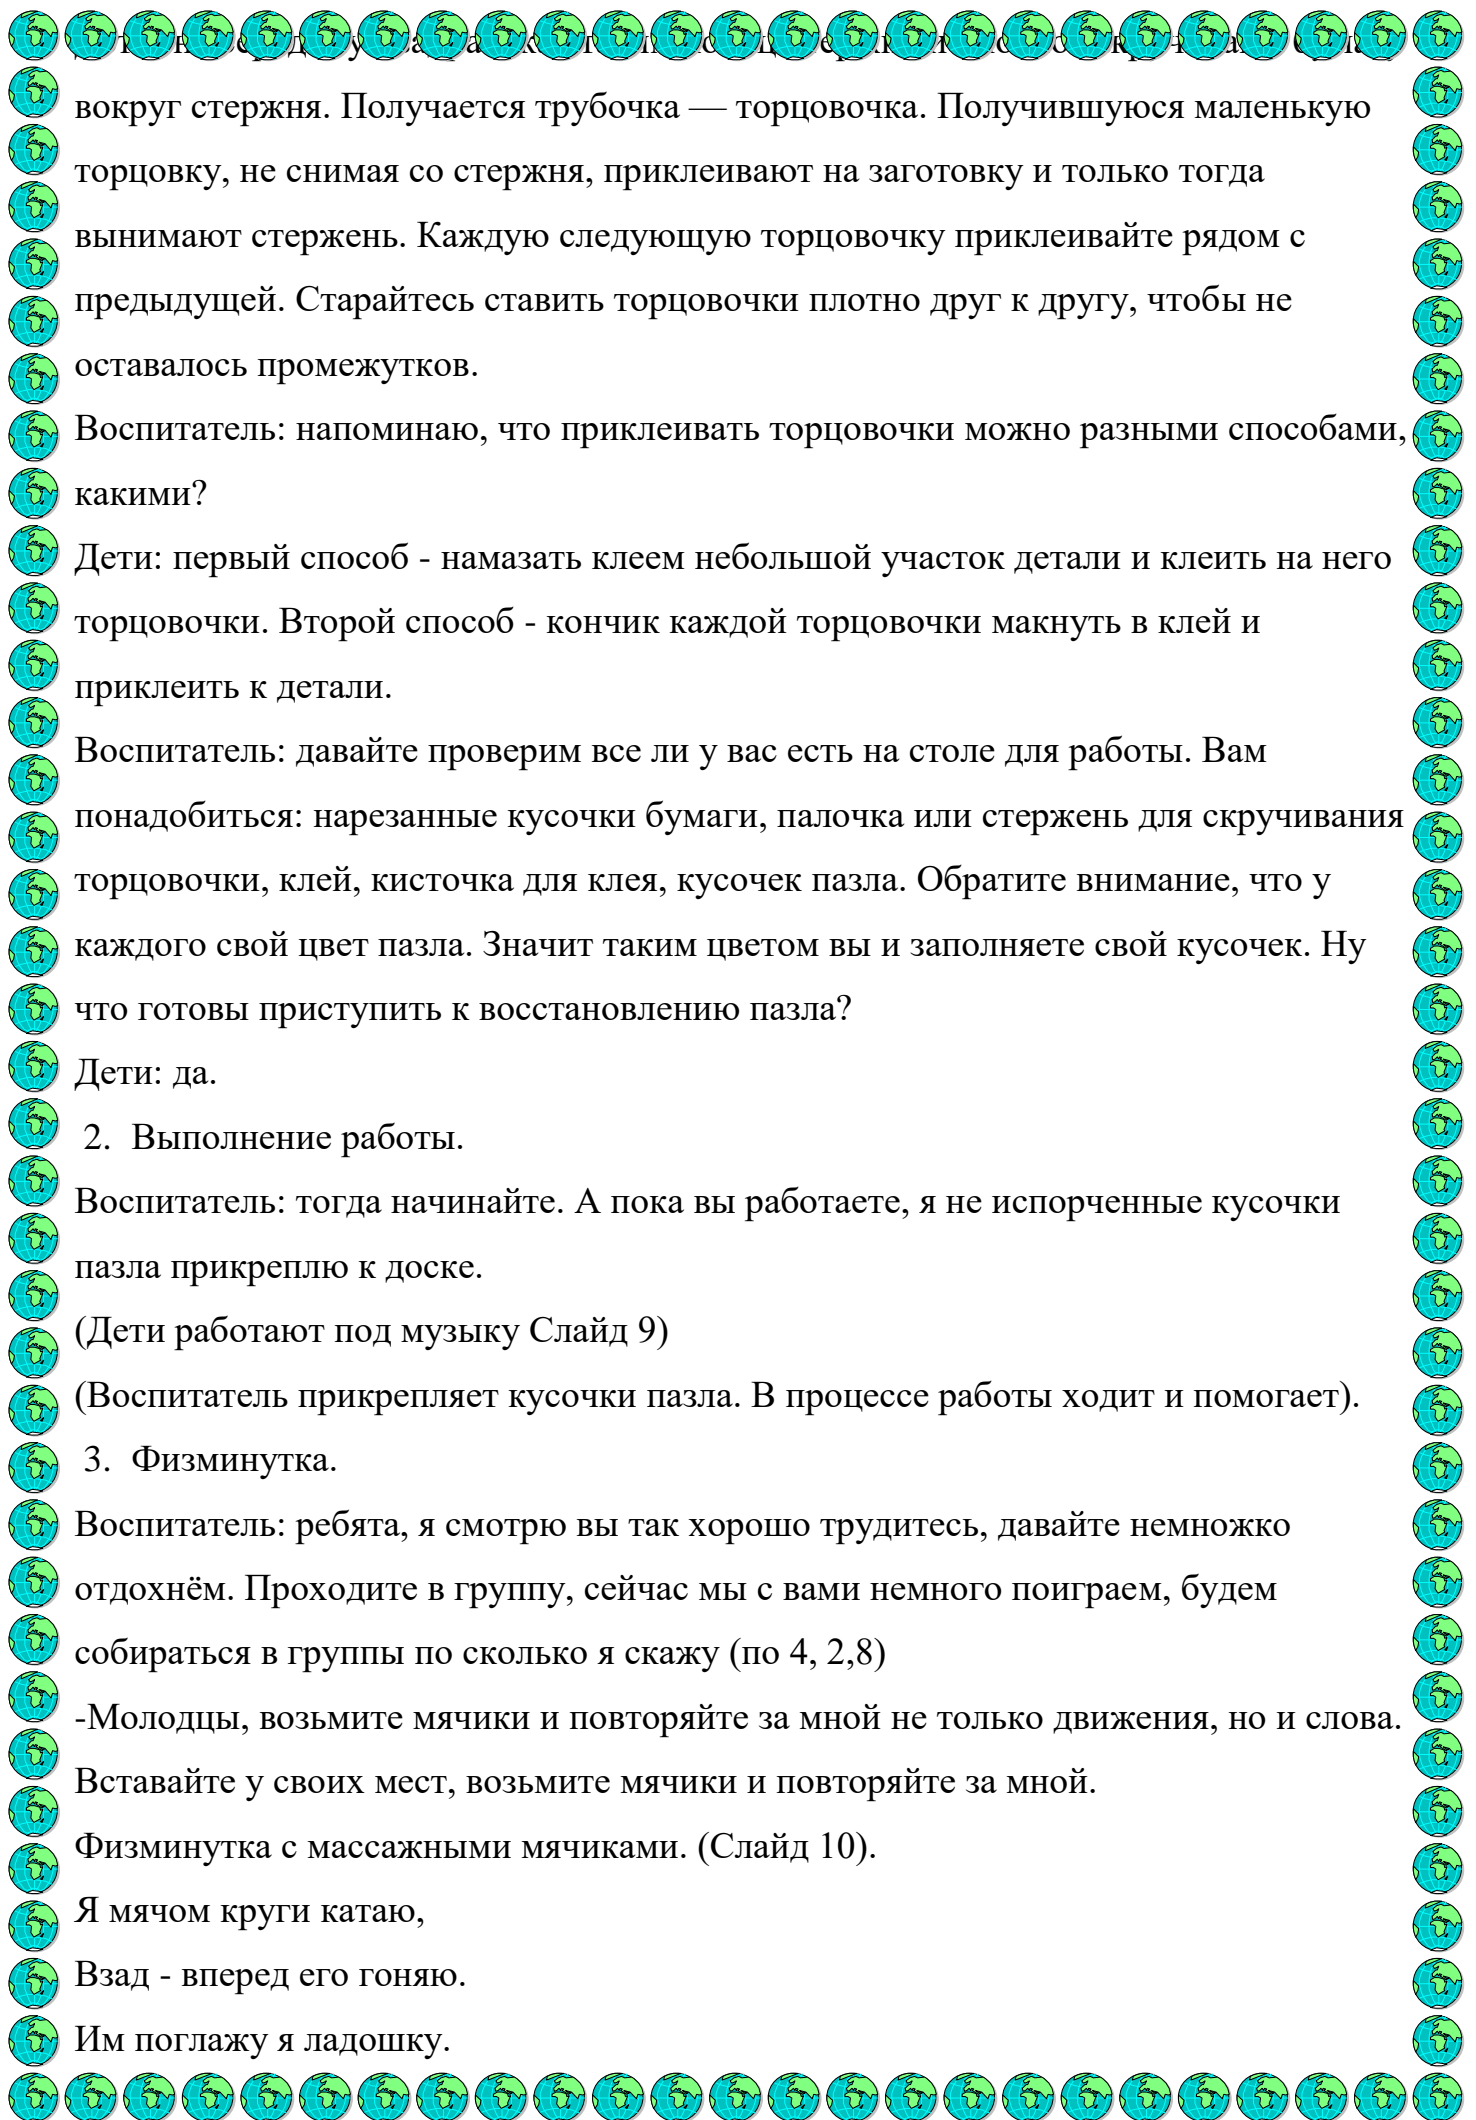 вокруг стержня. Получается трубочка — торцовочка. Получившуюся маленькую
торцовку, не снимая со стержня, приклеивают на заготовку и только тогда
вынимают стержень. Каждую следующую торцовочку приклеивайте рядом с
предыдущей. Старайтесь ставить торцовочки плотно друг к другу, чтобы не
оставалось промежутков.
Воспитатель: напоминаю, что приклеивать торцовочки можно разными способами,
какими?
Дети: первый способ - намазать клеем небольшой участок детали и клеить на него
торцовочки. Второй способ - кончик каждой торцовочки макнуть в клей и
приклеить к детали.
Воспитатель: давайте проверим все ли у вас есть на столе для работы. Вам
понадобиться: нарезанные кусочки бумаги, палочка или стержень для скручивания
торцовочки, клей, кисточка для клея, кусочек пазла. Обратите внимание, что у
каждого свой цвет пазла. Значит таким цветом вы и заполняете свой кусочек. Ну
что готовы приступить к восстановлению пазла?
Дети: да.
2. Выполнение работы.
Воспитатель: тогда начинайте. А пока вы работаете, я не испорченные кусочки
пазла прикреплю к доске.
(Дети работают под музыку Слайд 9)
(Воспитатель прикрепляет кусочки пазла. В процессе работы ходит и помогает).
3. Физминутка.
Воспитатель: ребята, я смотрю вы так хорошо трудитесь, давайте немножко
отдохнём. Проходите в группу, сейчас мы с вами немного поиграем, будем
собираться в группы по сколько я скажу (по 4, 2,8)
-Молодцы, возьмите мячики и повторяйте за мной не только движения, но и слова.
Вставайте у своих мест, возьмите мячики и повторяйте за мной.
Физминутка с массажными мячиками. (Слайд 10).
Я мячом круги катаю,
Взад - вперед его гоняю.
Им поглажу я ладошку.